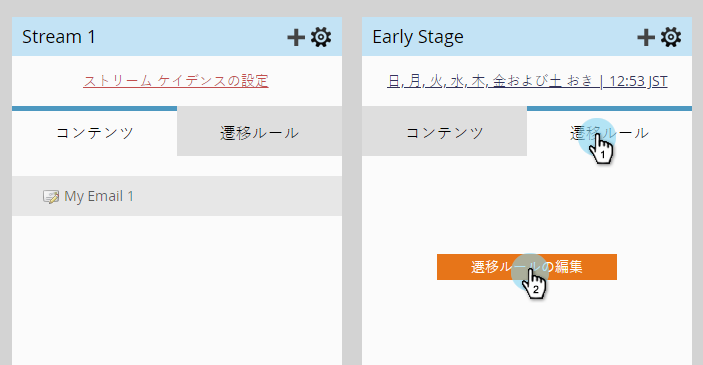 Stream 1
ストリーム ケイデンスの設定
コンテンツ 遷移ルール
My Email 1
Early Stage
日, 月, 火, 水, 木, 金および土 おき | 12:53 JST
コンテンツ 遷移ルール
1
遷移ルールの編集
2